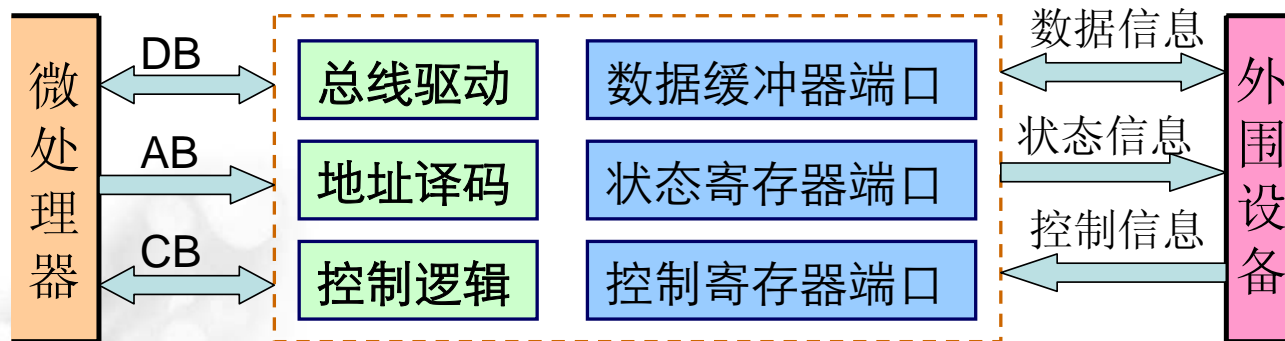 微处理器
DB
AB
CB
总线驱动
地址译码
控制逻辑
数据缓冲器端口
状态寄存器端口
控制寄存器端口
数据信息
状态信息
控制信息
外围设备